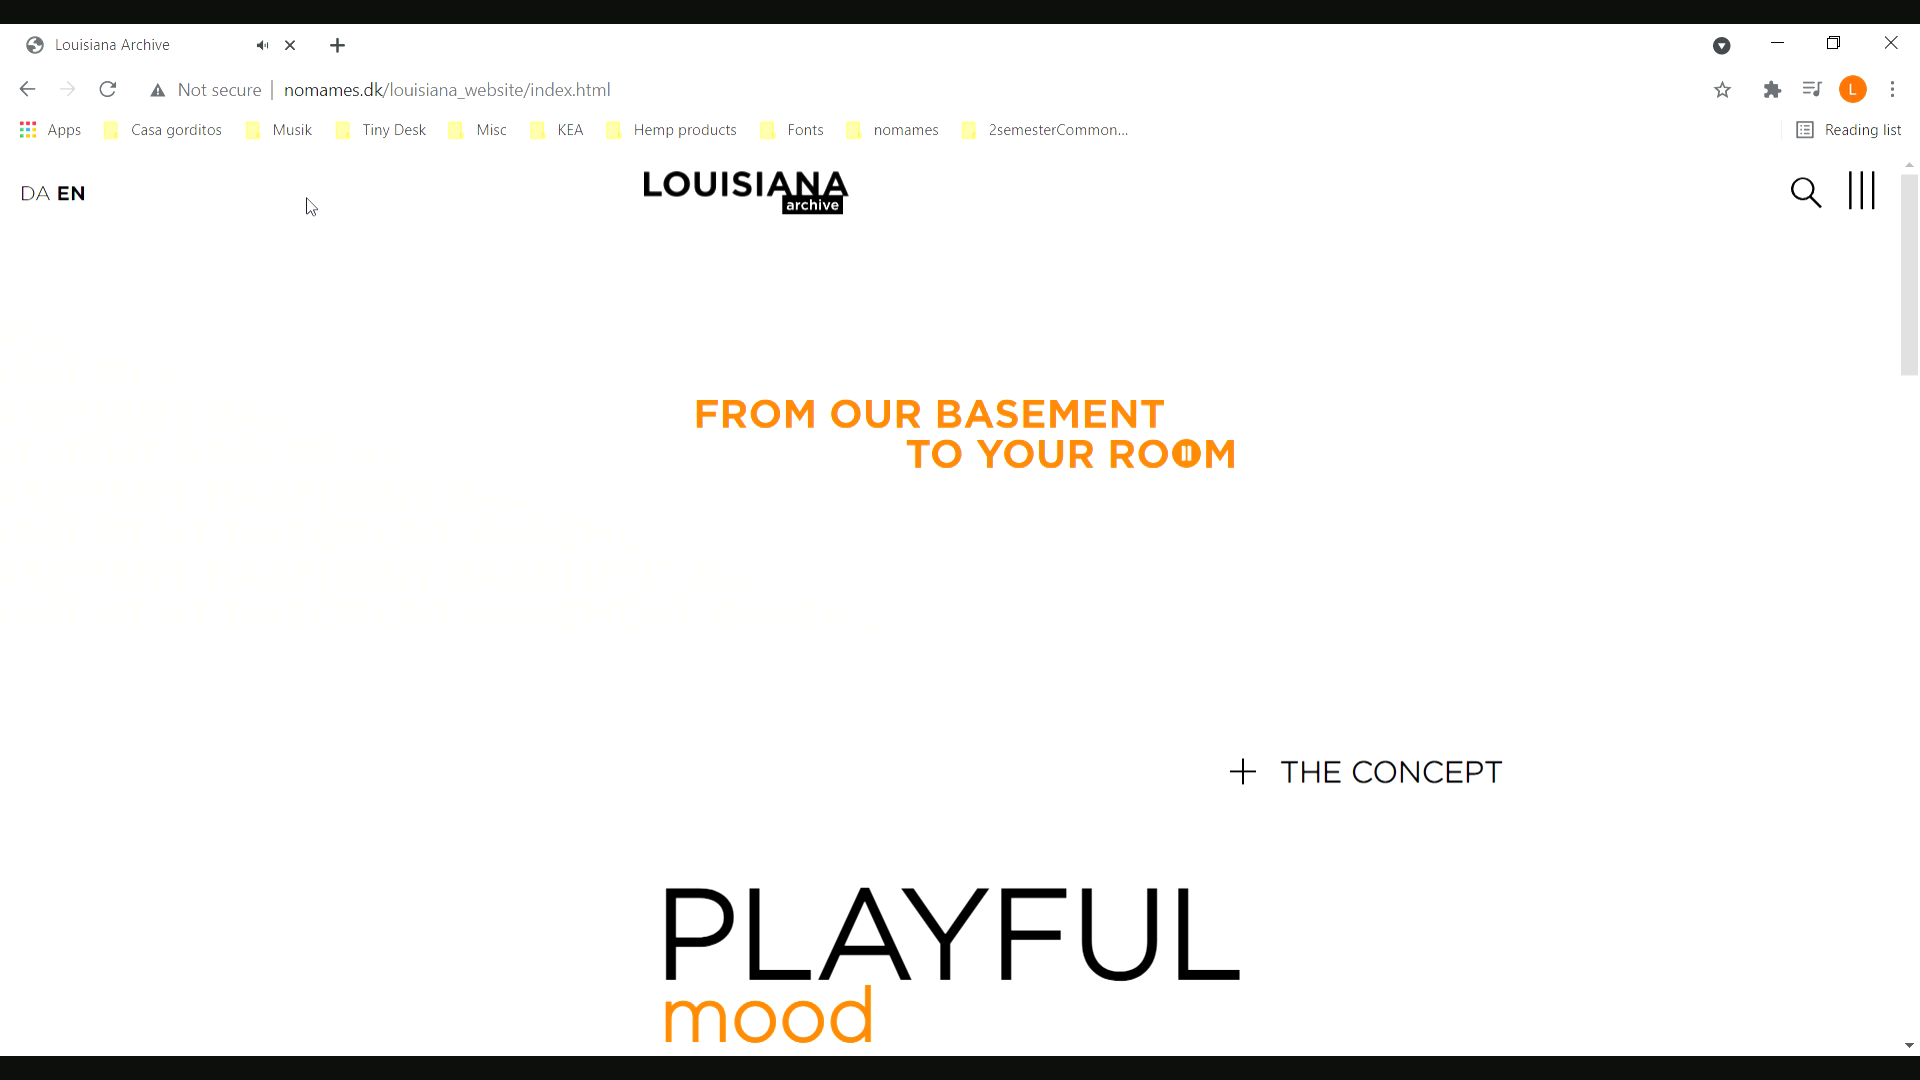 Louisiana Archive
Not secure | nomames.dk/louisiana_website/index.html
L
Apps Casa gorditos Musik Tiny Desk Misc KEA Hemp products Fonts nomames 2semesterCommon... Reading list
DA EN
LOUISIANA
archive
FROM OUR BASEMENT
TO YOUR ROOM
THE CONCEPT
PLAYFUL
mood